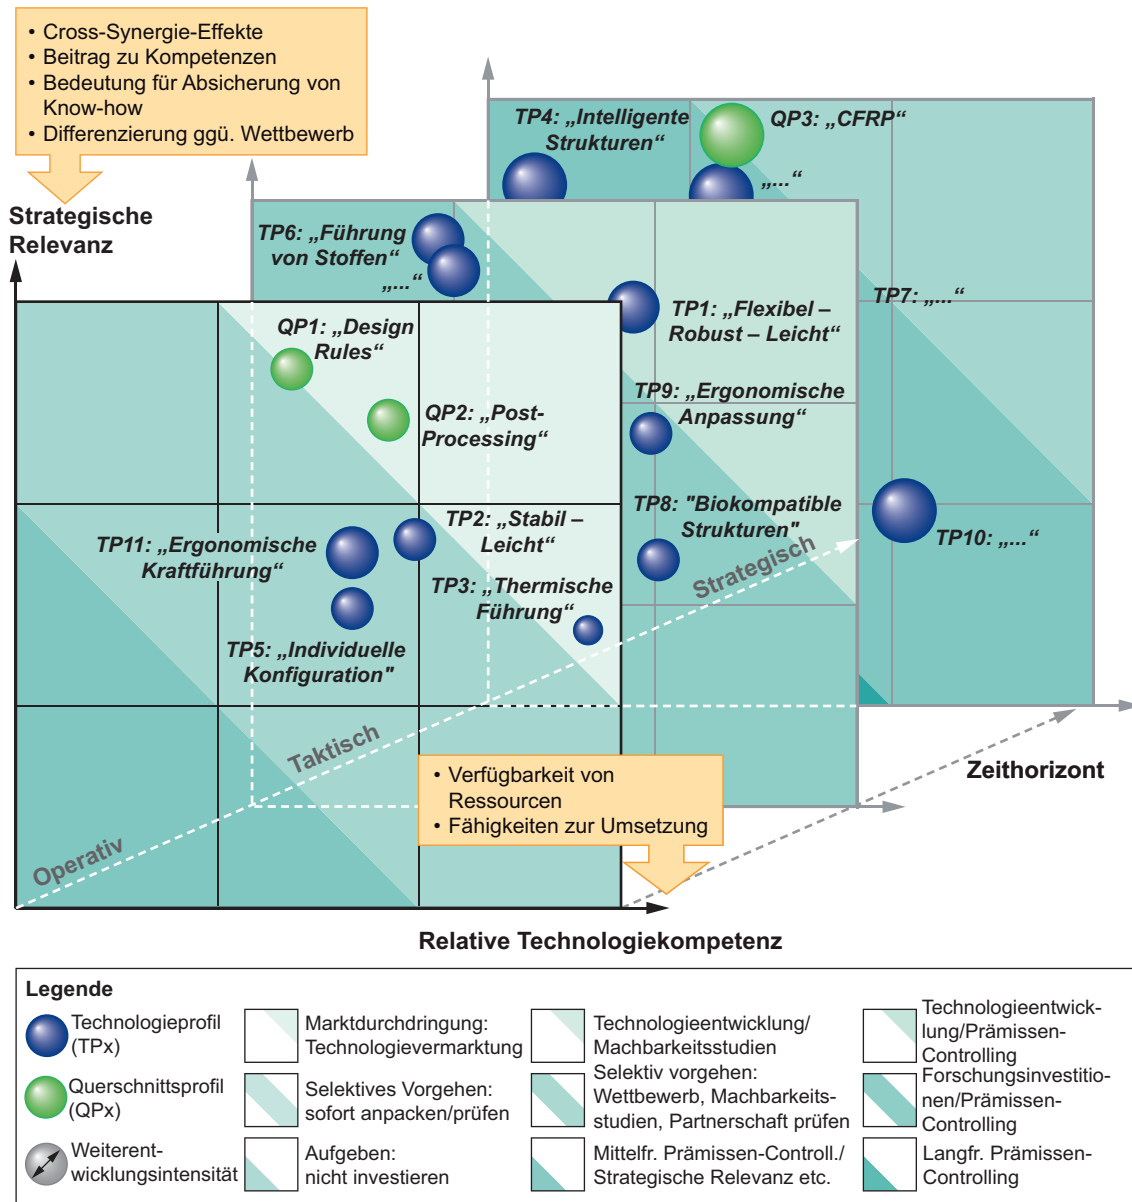 • Cross-Synergie-Effekte
• Beitrag zu Kompetenzen
• Bedeutung für Absicherung von
Know-how
• Differenzierung ggü. Wettbewerb
Strategische
Relevanz
TP4: „Intelligente
Strukturen“
QP3: „CFRP“
„...“
TP6: „Führung
von Stoffen“
„...“
TP7: „...“
TP1: „Flexibel –
Robust – Leicht“
QP1: „Design
Rules“
TP9: „Ergonomische
Anpassung“
QP2: „Post-
Processing“
TP8: "Biokompatible
Strukturen"
TP10: „...“
TP2: „Stabil –
Leicht“
TP11: „Ergonomische
Kraftführung“
TP3: „Thermische
Führung“
TP5: „Individuelle
Konfiguration"
Strategisch
Taktisch
Operativ
Zeithorizont
• Verfügbarkeit von
Ressourcen
• Fähigkeiten zur Umsetzung
Relative Technologiekompetenz
Legende
Technologieprofil
(TPx)
Querschnittsprofil
(QPx)
Weiterent-
wicklungsintensität
Marktdurchdringung:
Technologievermarktung
Selektives Vorgehen:
sofort anpacken/prüfen
Aufgeben:
nicht investieren
Technologieentwicklung/
Machbarkeitsstudien
Selektiv vorgehen:
Wettbewerb, Machbarkeits-
studien, Partnerschaft prüfen
Mittelfr. Prämissen-Controll./
Strategische Relevanz etc.
Technologieentwick-
lung/Prämissen-
Controlling
Forschungsinvestitio-
nen/Prämissen-
Controlling
Langfr. Prämissen-
Controlling